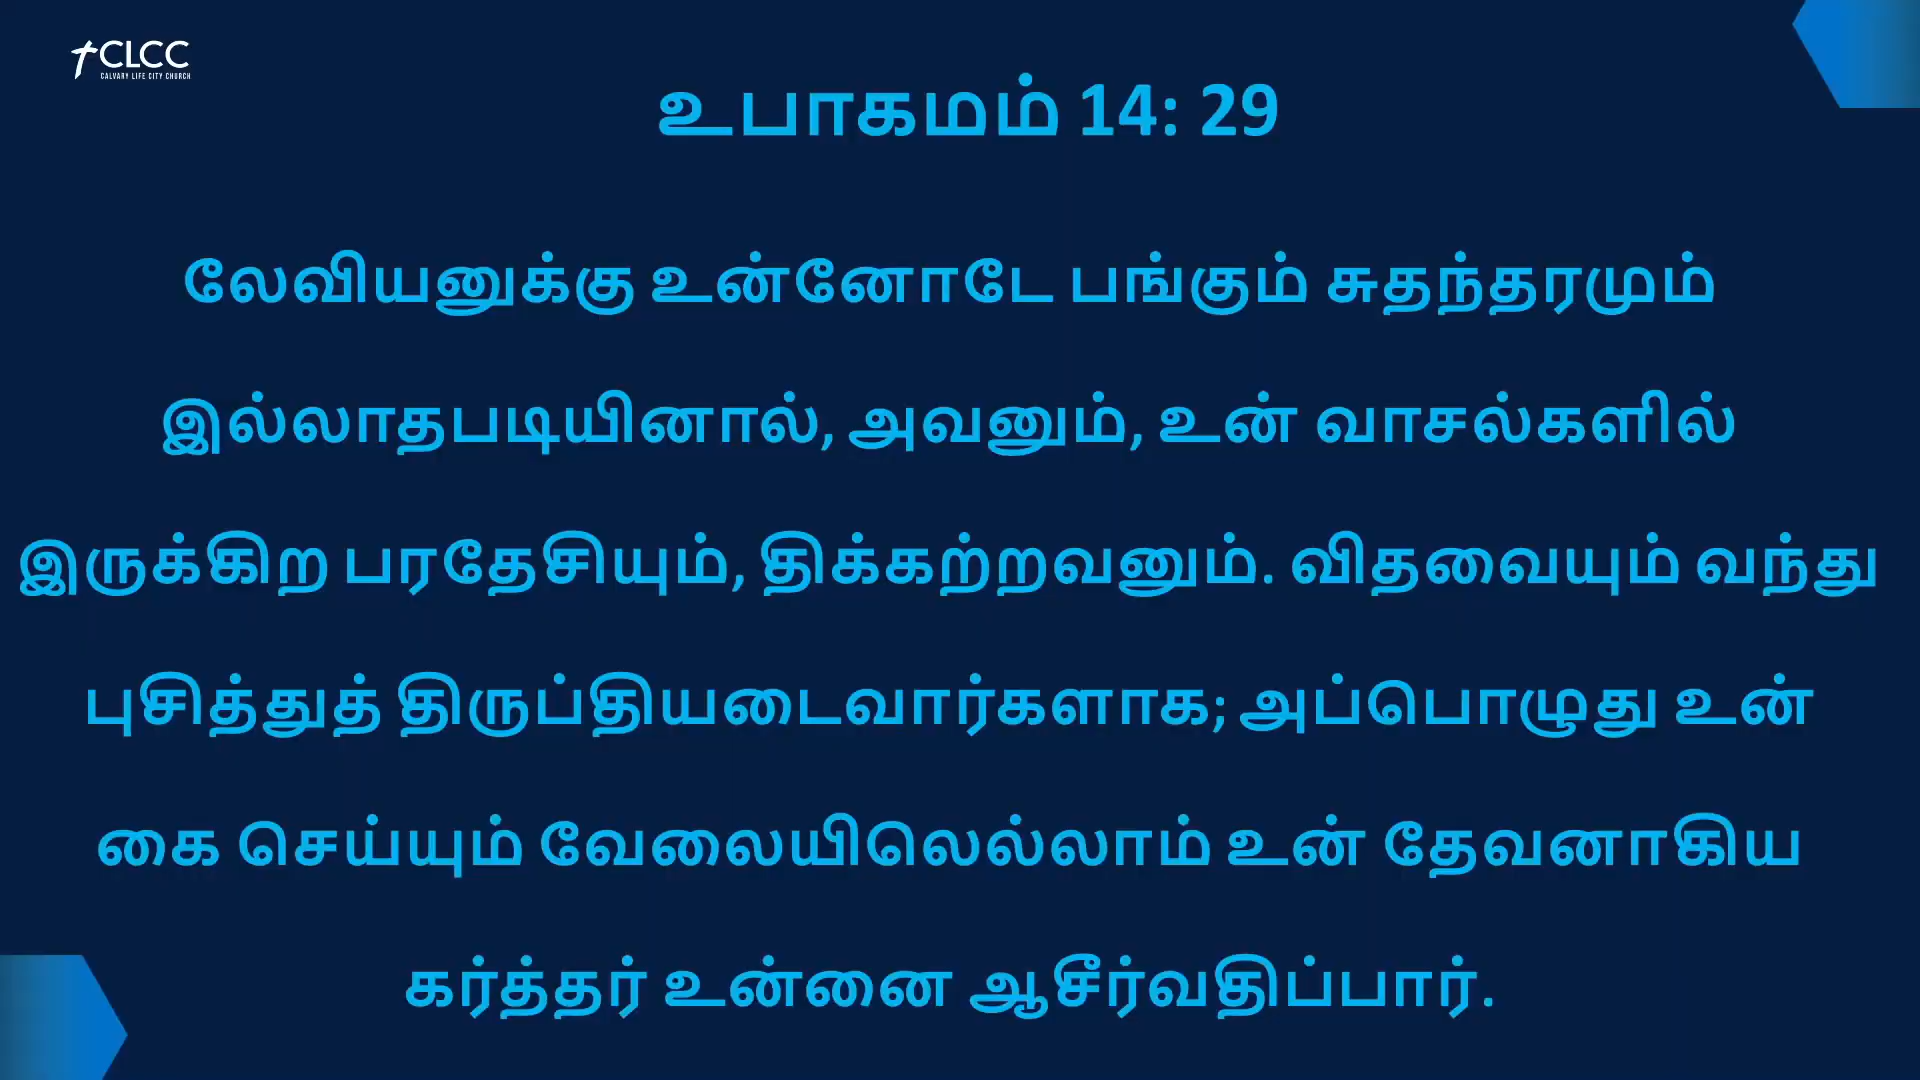 CLCC
CALVARY LIFE CITY CHURCH
உபாகமம் 14: 29
லேவியனுக்கு உன்னோடே பங்கும் சுதந்தரமும்
இல்லாதபடியினால், அவனும், உன் வாசல்களில்
இருக்கிற பரதேசியும், திக்கற்றவனும். விதவையும் வந்து
புசித்துத் திருப்தியடைவார்களாக; அப்பொழுது உன்
கை செய்யும் வேலையிலெல்லாம் உன் தேவனாகிய
கர்த்தர் உன்னை ஆசீர்வதிப்பார்.